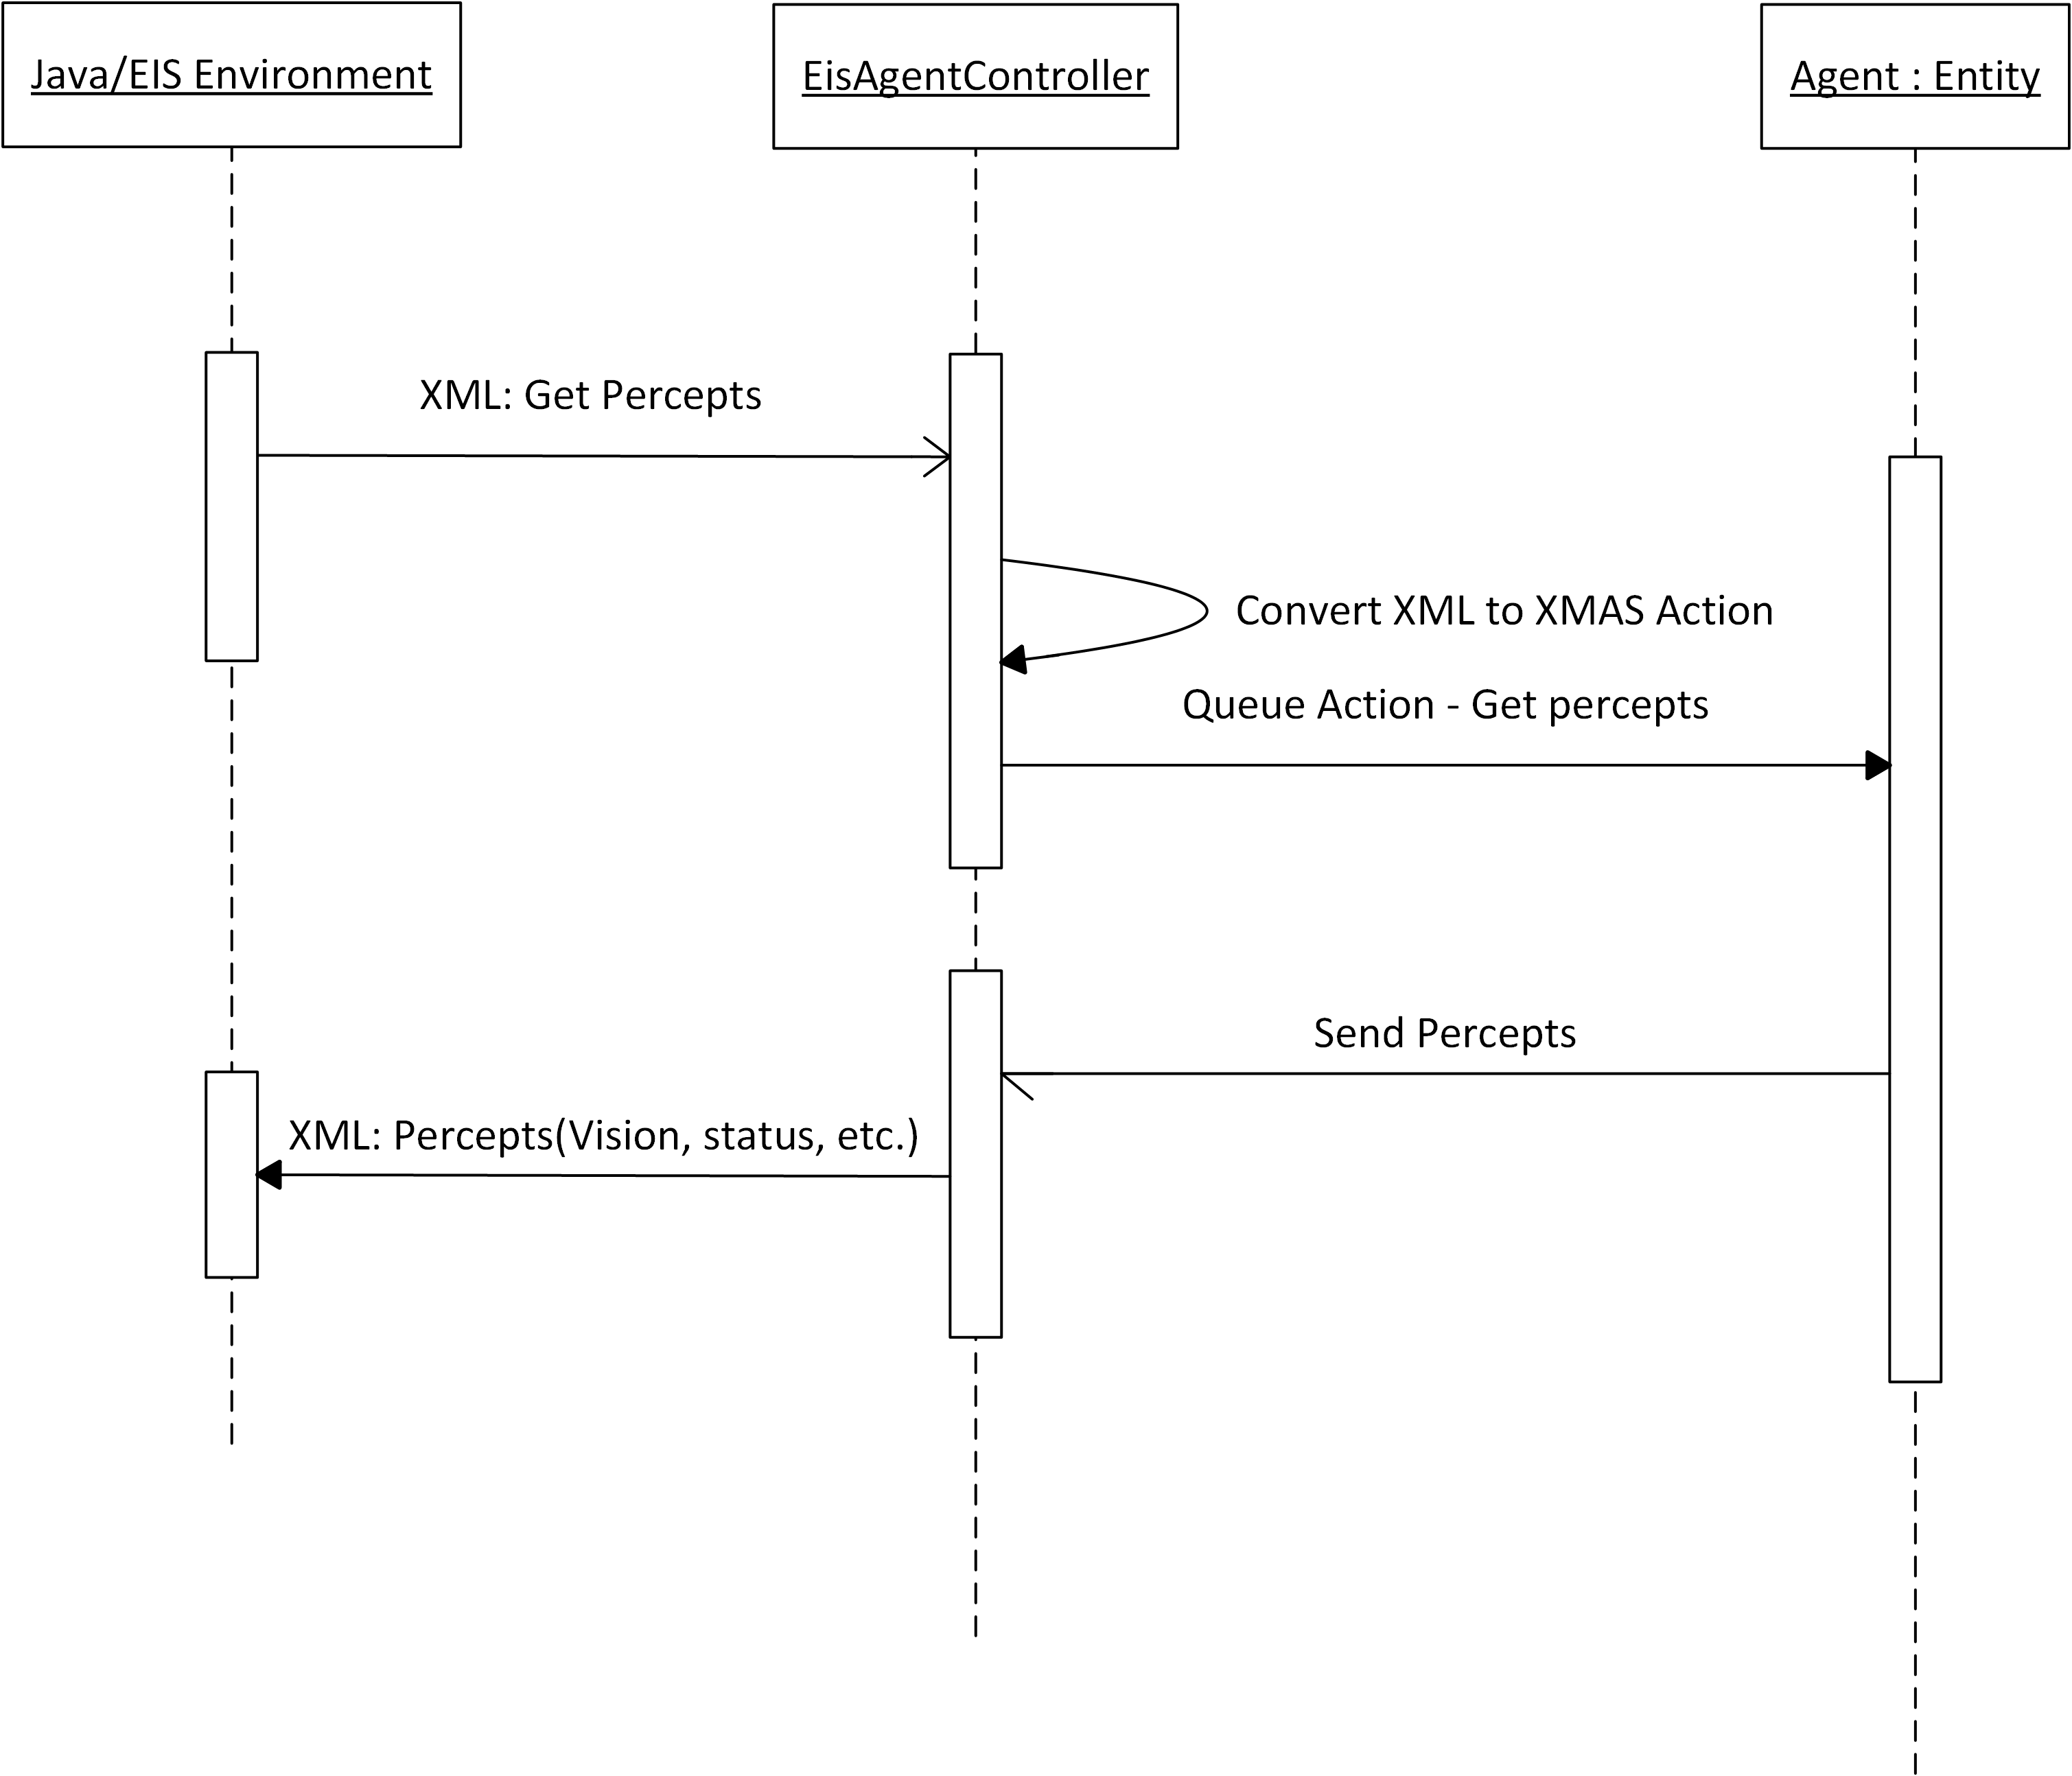 Java/EIS Environment
EisAgentController
Agent : Entity
XML: Get Percepts
Convert XML to XMAS Action
Queue Action - Get percepts
Send Percepts
XML: Percepts(Vision, status, etc.)